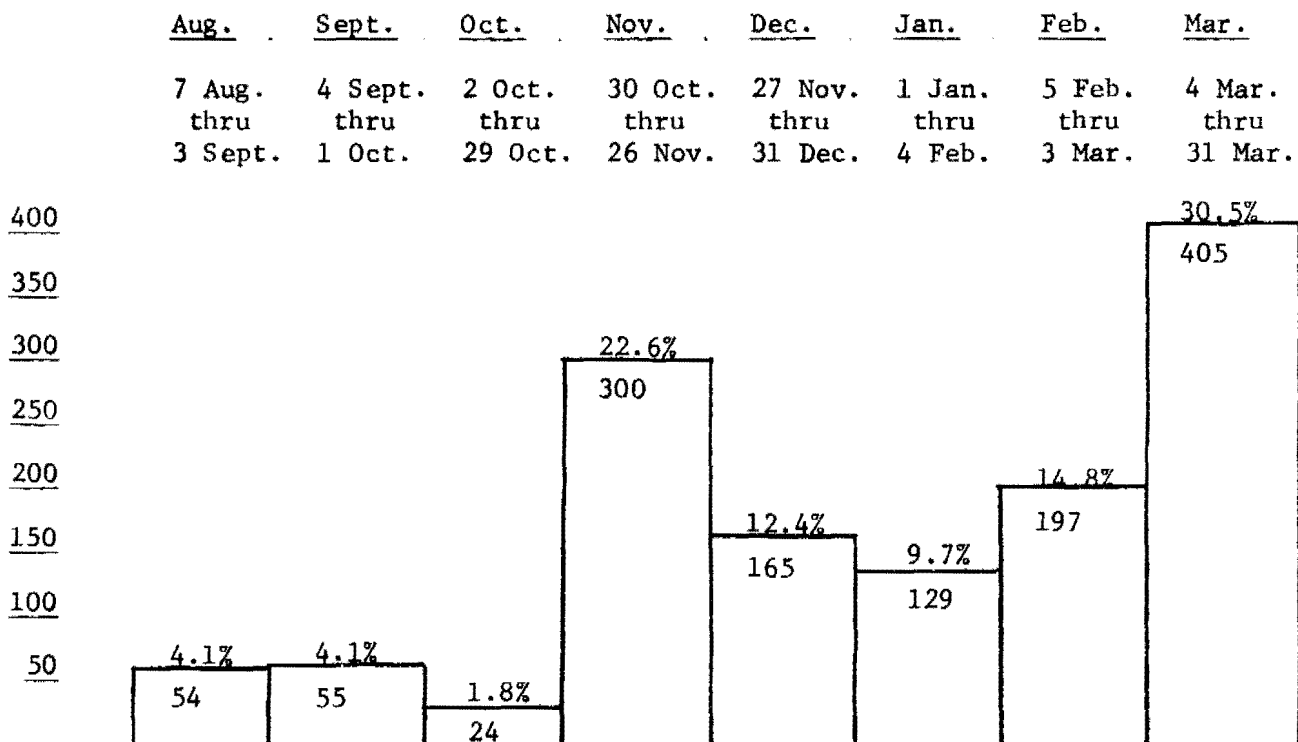 Aug. Sept. Oct. Nov. Dec. Jan. Feb. Mar.
7 Aug. 4 Sept. 2 Oct. 30 Oct. 27 Nov. 1 Jan. 5 Feb. 4 Mar.
thru thru thru thru thru thru thru thru
3 Sept. 1 Oct. 29 Oct. 26 Nov. 31 Dec. 4 Feb. 3 Mar. 31 Mar.
400 30.5%
405
350
300 22.6%
300
250
200 14.8%
197
150 12.4%
165 9.7%
129
100
50 4.1% 4.1%
54 55 1.8%
24